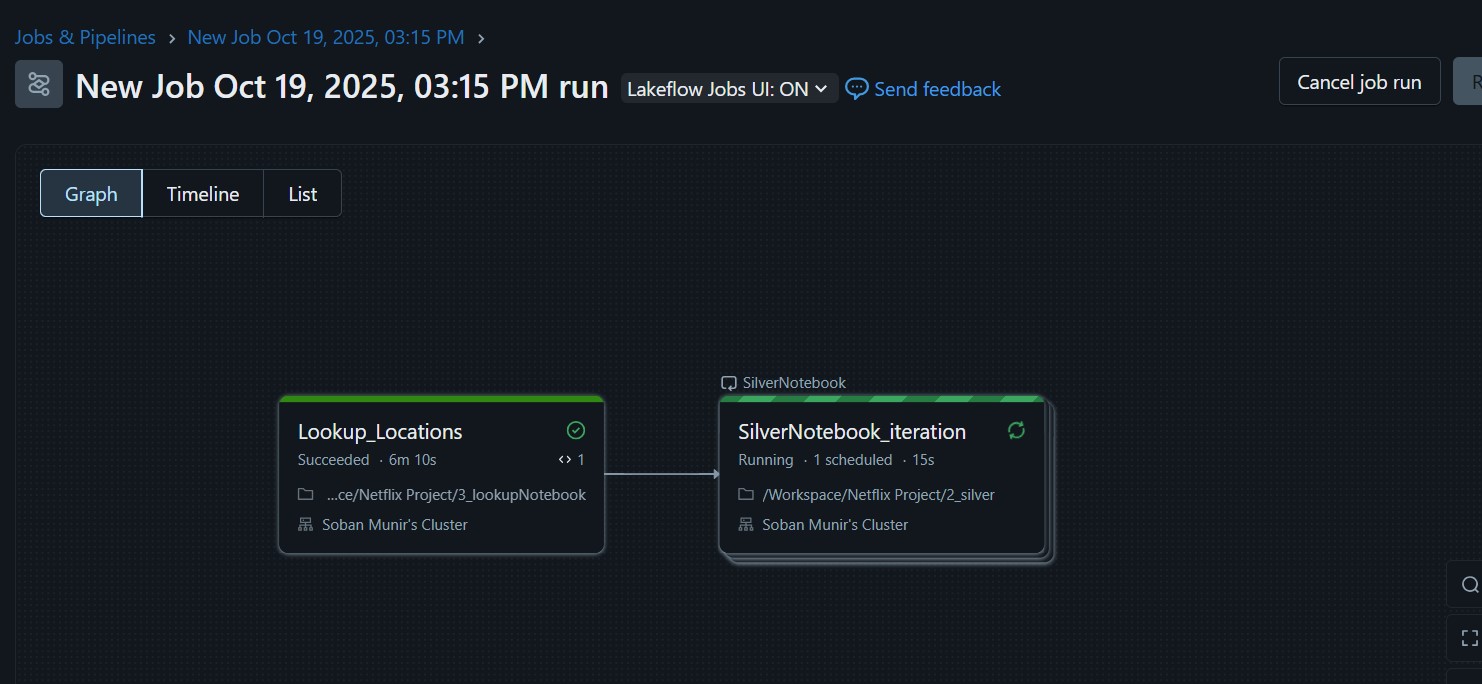 Jobs & Pipelines › New Job Oct 19, 2025, 03:15 PM ›
New Job Oct 19, 2025, 03:15 PM run Lakeflow Jobs UI: ON Send feedback
Cancel job run
Graph Timeline List
Lookup_Locations
Succeeded · 6m 10s <> 1
...ce/Netflix Project/3_lookupNotebook
Soban Munir's Cluster
SilverNotebook
SilverNotebook_iteration
Running · 1 scheduled · 15s
/Workspace/Netflix Project/2_silver
Soban Munir's Cluster